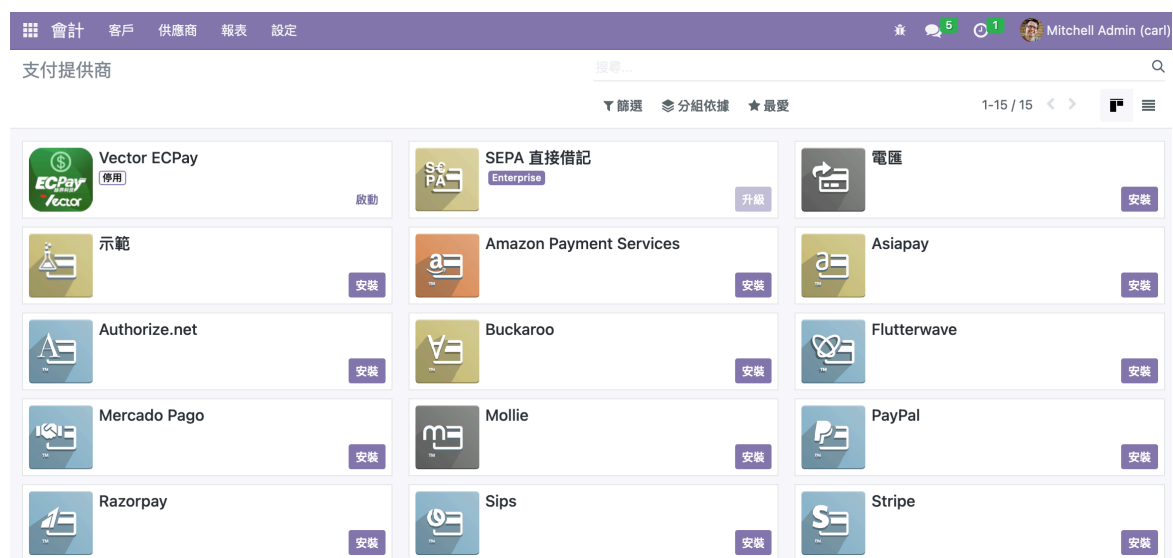 會計 客戶 供應商 報表 設定 5 1 Mitchell Admin (carl)
支付提供商 搜尋...
篩選 分組依據 最愛 1-15 / 15
Vector ECPay
停用
啟動
ECPay
Vector
SEPA 直接借記
Enterprise
升級
S€PA
電匯
安裝
示範
安裝
Amazon Payment Services
安裝
Asiapay
安裝
Authorize.net
安裝
Buckaroo
安裝
Flutterwave
安裝
Mercado Pago
安裝
Mollie
安裝
PayPal
安裝
Razorpay
安裝
Sips
安裝
Stripe
安裝